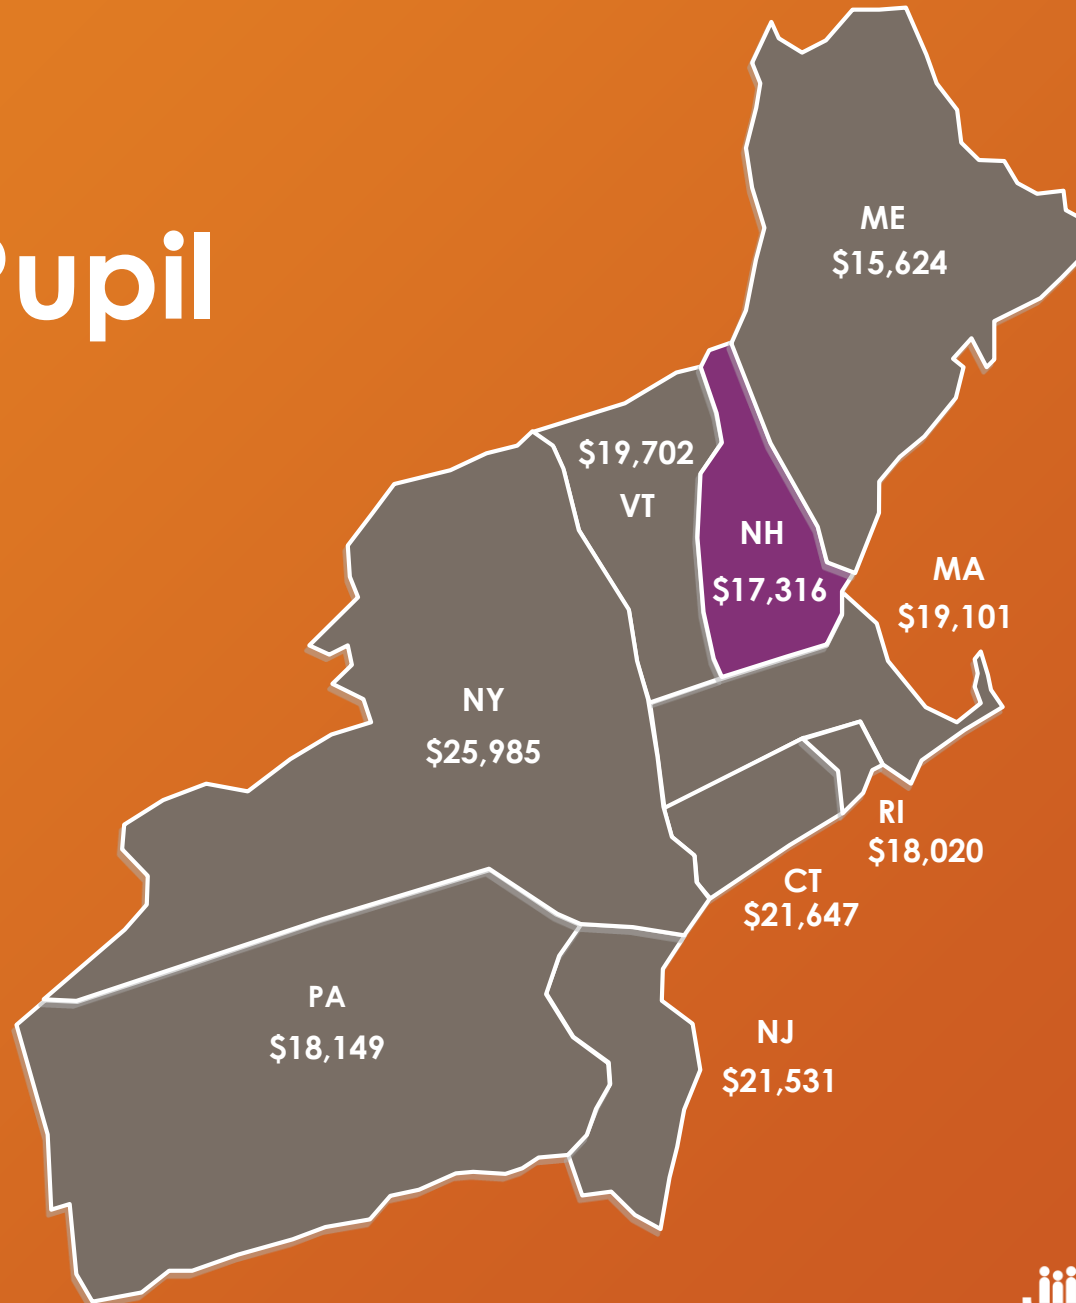 Pupil
ME
$15,624
$19,702
VT
NH
$17,316
MA
$19,101
NY
$25,985
RI
$18,020
CT
$21,647
PA
$18,149
NJ
$21,531